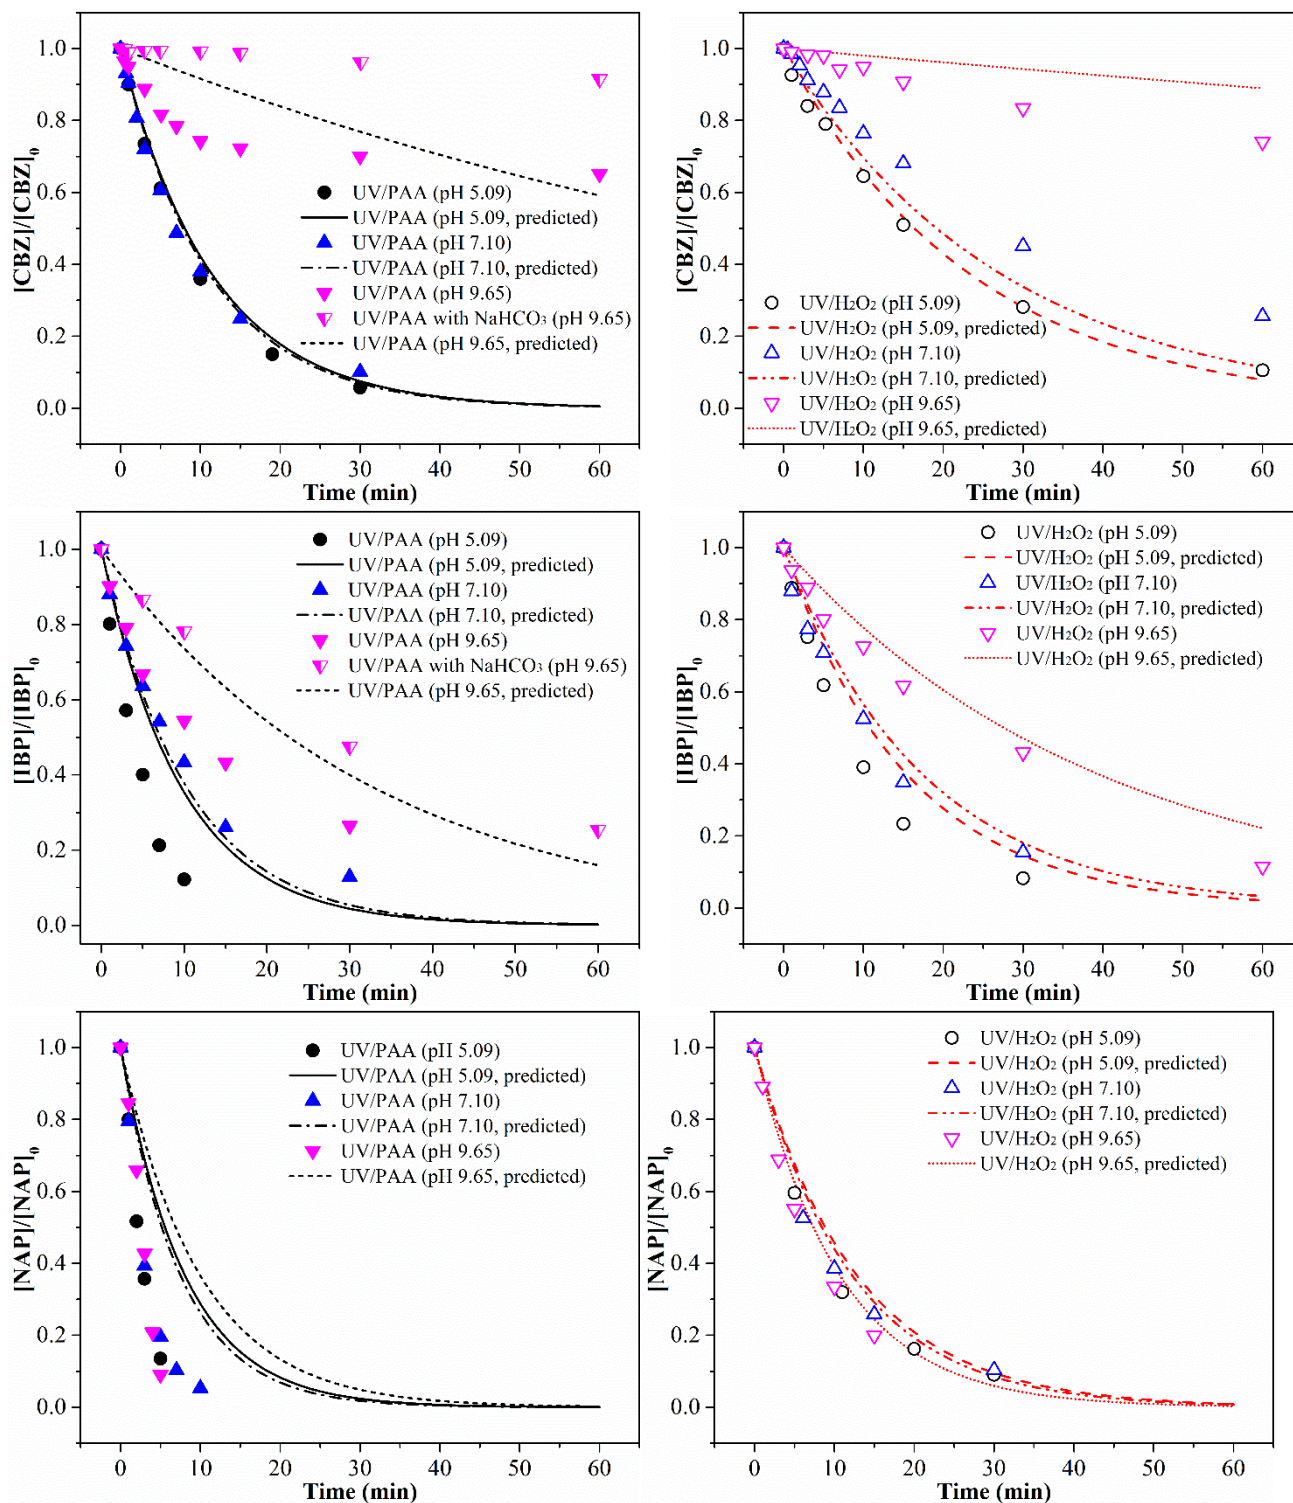 1.0
0.8
0.6
0.4
0.2
0.0
[CBZ]/[CBZ]₀
UV/PAA (pH 5.09)
UV/PAA (pH 5.09, predicted)
UV/PAA (pH 7.10)
UV/PAA (pH 7.10, predicted)
UV/PAA (pH 9.65)
UV/PAA with NaHCO₃ (pH 9.65)
UV/PAA (pH 9.65, predicted)
0 10 20 30 40 50 60
Time (min)
1.0
0.8
0.6
0.4
0.2
0.0
[CBZ]/[CBZ]₀
UV/H₂O₂ (pH 5.09)
UV/H₂O₂ (pH 5.09, predicted)
UV/H₂O₂ (pH 7.10)
UV/H₂O₂ (pH 7.10, predicted)
UV/H₂O₂ (pH 9.65)
UV/H₂O₂ (pH 9.65, predicted)
0 10 20 30 40 50 60
Time (min)
1.0
0.8
0.6
0.4
0.2
0.0
[IBP]/[IBP]₀
UV/PAA (pH 5.09)
UV/PAA (pH 5.09, predicted)
UV/PAA (pH 7.10)
UV/PAA (pH 7.10, predicted)
UV/PAA (pH 9.65)
UV/PAA with NaHCO₃ (pH 9.65)
UV/PAA (pH 9.65, predicted)
0 10 20 30 40 50 60
Time (min)
1.0
0.8
0.6
0.4
0.2
0.0
[IBP]/[IBP]₀
UV/H₂O₂ (pH 5.09)
UV/H₂O₂ (pH 5.09, predicted)
UV/H₂O₂ (pH 7.10)
UV/H₂O₂ (pH 7.10, predicted)
UV/H₂O₂ (pH 9.65)
UV/H₂O₂ (pH 9.65, predicted)
0 10 20 30 40 50 60
Time (min)
1.0
0.8
0.6
0.4
0.2
0.0
[NAP]/[NAP]₀
UV/PAA (pH 5.09)
UV/PAA (pH 5.09, predicted)
UV/PAA (pH 7.10)
UV/PAA (pH 7.10, predicted)
UV/PAA (pH 9.65)
UV/PAA (pH 9.65, predicted)
0 10 20 30 40 50 60
Time (min)
1.0
0.8
0.6
0.4
0.2
0.0
[NAP]/[NAP]₀
UV/H₂O₂ (pH 5.09)
UV/H₂O₂ (pH 5.09, predicted)
UV/H₂O₂ (pH 7.10)
UV/H₂O₂ (pH 7.10, predicted)
UV/H₂O₂ (pH 9.65)
UV/H₂O₂ (pH 9.65, predicted)
0 10 20 30 40 50 60
Time (min)